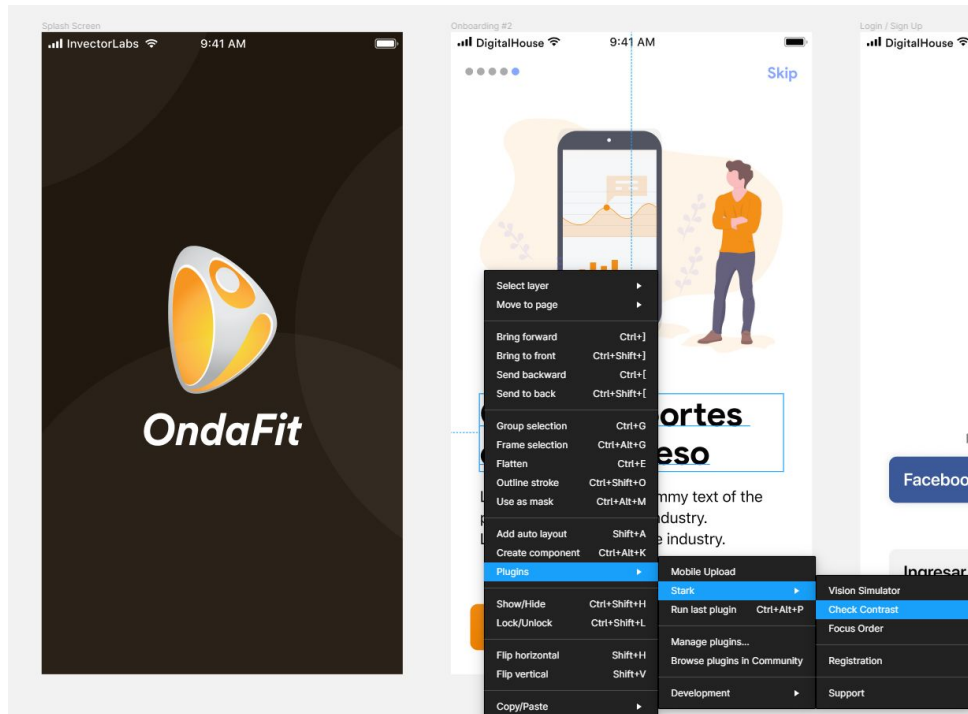 Splash Screen
InvectorLabs 9:41 AM
OndaFit
Onboarding #2
DigitalHouse 9:41 AM
Skip
ortes
eso
mmy text of the
dustry.
industry.
Select layer
Move to page
Bring forward Ctrl+]
Bring to front Ctrl+Shift+]
Send backward Ctrl+[
Send to back Ctrl+Shift+[
Group selection Ctrl+G
Frame selection Ctrl+Alt+G
Flatten Ctrl+E
Outline stroke Ctrl+Shift+O
Use as mask Ctrl+Alt+M
Add auto layout Shift+A
Create component Ctrl+Alt+K
Plugins
Show/Hide Ctrl+Shift+H
Lock/Unlock Ctrl+Shift+L
Flip horizontal Shift+H
Flip vertical Shift+V
Copy/Paste
Mobile Upload
Stark
Run last plugin Ctrl+Alt+P
Manage plugins...
Browse plugins in Community
Development
Vision Simulator
Check Contrast
Focus Order
Registration
Support
Login / Sign Up
DigitalHouse
Faceboo
Ingresar